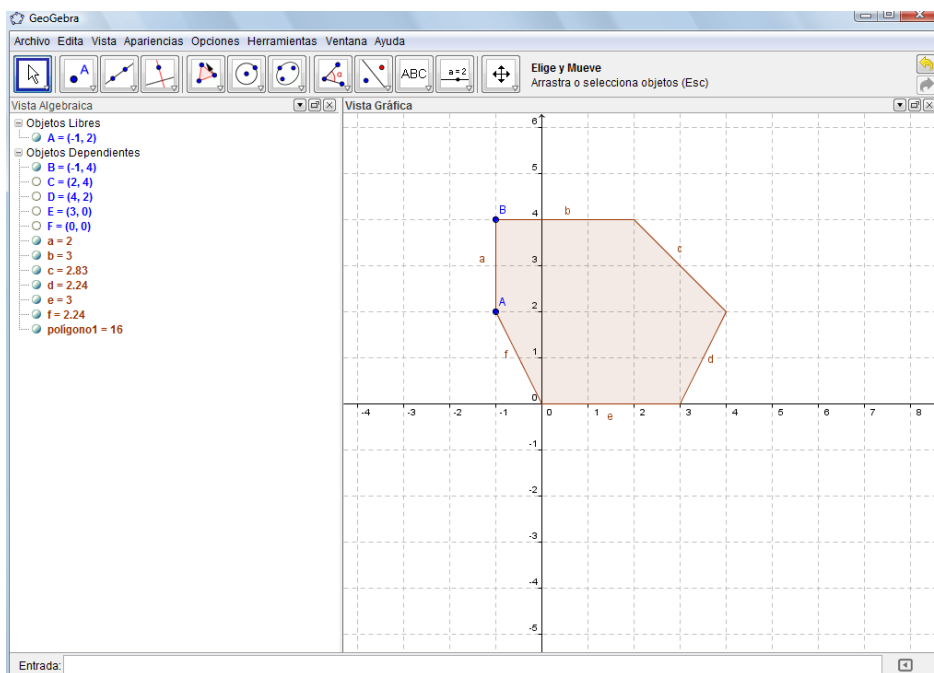 GeoGebra
Archivo Edita Vista Apariencias Opciones Herramientas Ventana Ayuda
A
α
ABC
a=2
Elige y Mueve
Arrastra o selecciona objetos (Esc)
Vista Algebraica
Objetos Libres
A = (-1, 2)
Objetos Dependientes
B = (-1, 4)
C = (2, 4)
D = (4, 2)
E = (3, 0)
F = (0, 0)
a = 2
b = 3
c = 2.83
d = 2.24
e = 3
f = 2.24
polígono1 = 16
Vista Gráfica
6
5
B 4 b
a 3 c
A 2
f 1 d
0
-4 -3 -2 -1 0 1 2 3 4 5 6 7 8
e
-1
-2
-3
-4
-5
Entrada: